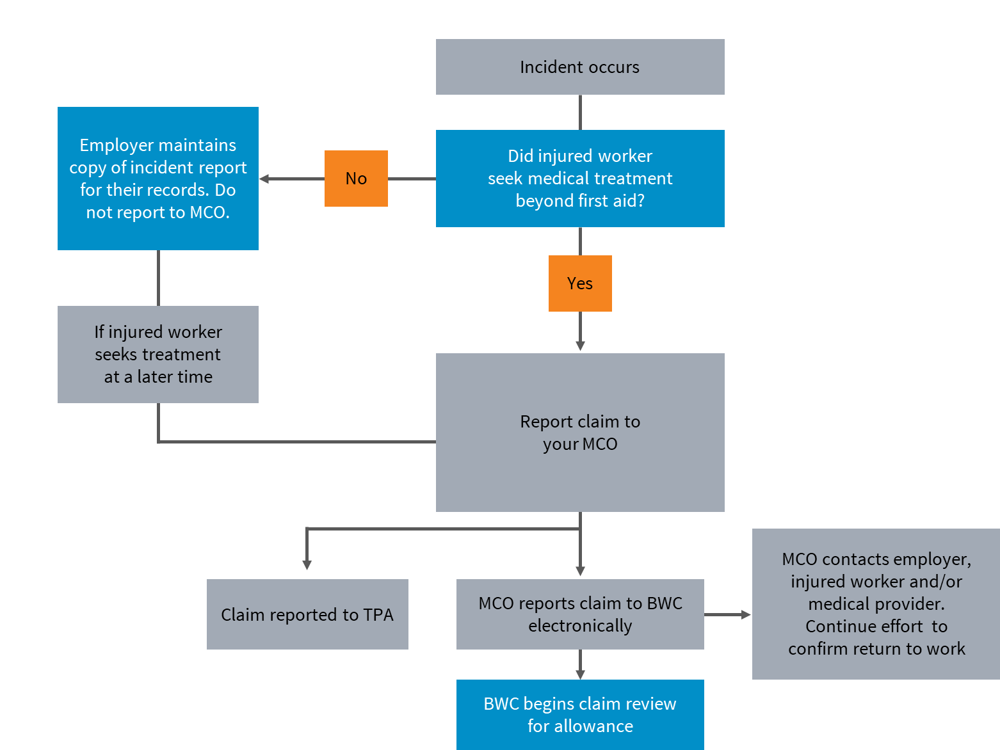 Incident occurs
Employer maintains
copy of incident report
for their records. Do
not report to MCO.
No
Did injured worker
seek medical treatment
beyond first aid?
Yes
If injured worker
seeks treatment
at a later time
Report claim to
your MCO
Claim reported to TPA
MCO reports claim to BWC
electronically
MCO contacts employer,
injured worker and/or
medical provider.
Continue effort to
confirm return to work
BWC begins claim review
for allowance